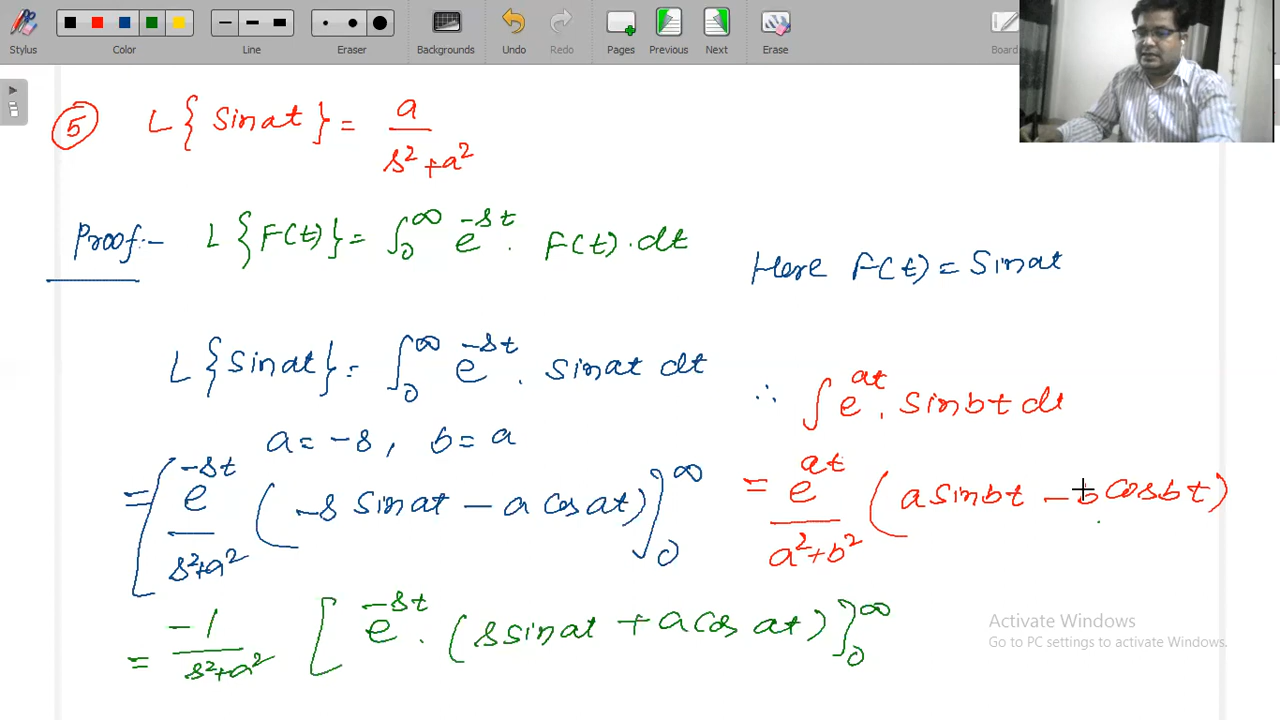 Stylus Color Line Eraser Backgrounds Undo Redo Pages Previous Next Erase Board
⑤ L{Sinat} = a/(s²+a²)
Proof:- L{F(t)} = ∫₀^∞ e^(-st) . F(t).dt
Here F(t) = Sinat
L{Sinat} = ∫₀^∞ e^(-st) . sinat dt
∴ ∫ e^(at) . sinbt dt
a = -s , b = a
= e^(at)/(a²+b²) (a sinbt - b cosbt)
= [e^(-st)/(s²+a²) (-s sinat - a cosat)]₀^∞
= -1/(s²+a²) [e^(-st) . (s sinat + a cos at)]₀^∞
Activate Windows
Go to PC settings to activate Windows.